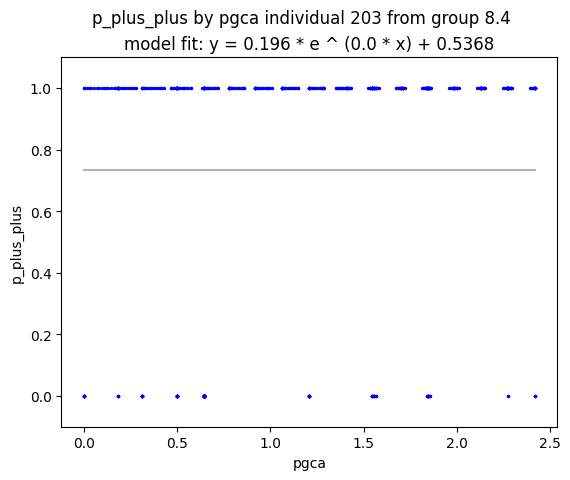 p_plus_plus by pgca individual 203 from group 8.4
model fit: y = 0.196 * e ^ (0.0 * x) + 0.5368
1.0
0.8
0.6
0.4
0.2
0.0
p_plus_plus
0.0 0.5 1.0 1.5 2.0 2.5
pgca